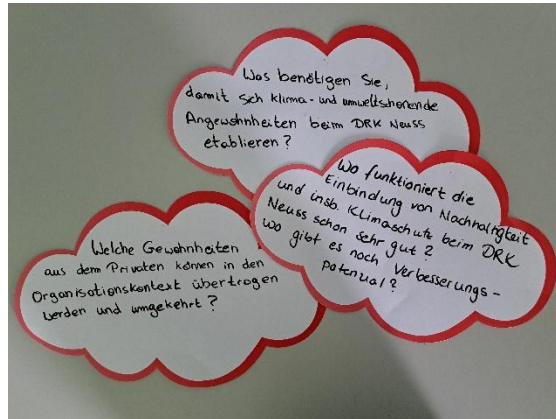 Was benötigen Sie,
damit sich klima- und umweltschonende
Angewohnheiten beim DRK Neuss
etablieren?
Wo funktioniert die
Einbindung von Nachhaltigkeit
und insb. Klimaschutz beim DRK
Neuss schon sehr gut?
Wo gibt es noch Verbesserungs-
potenzial?
Welche Gewohnheiten
aus dem Privaten können in den
Organisationskontext übertragen
werden und umgekehrt?